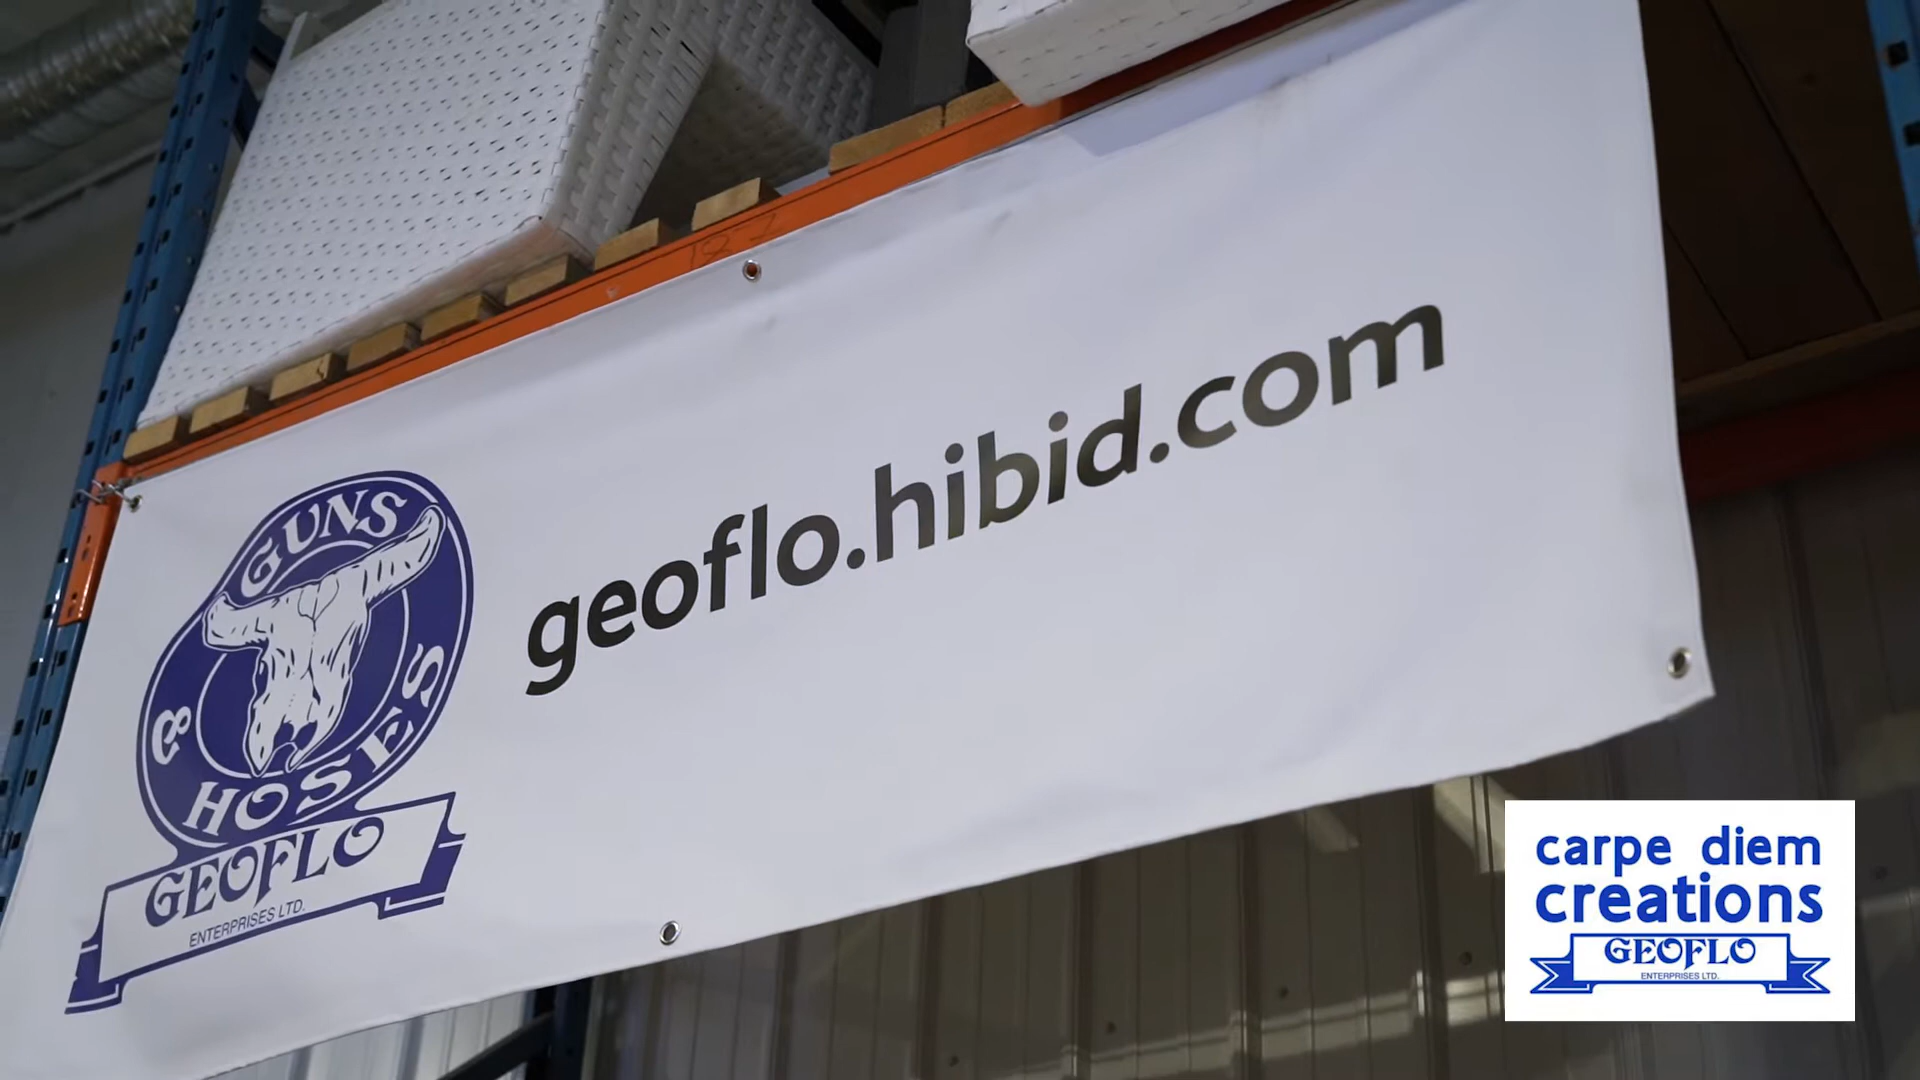 GUNS
& HOSES
GEOFLO
ENTERPRISES LTD.
geoflo.hibid.com
carpe diem
creations
GEOFLO
ENTERPRISES LTD.